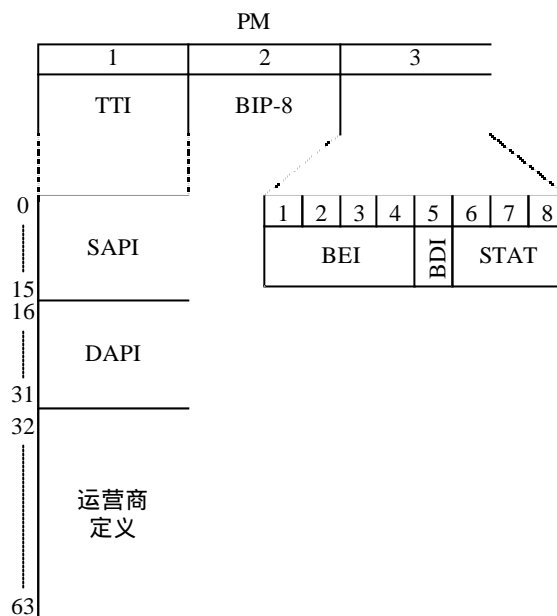 PM
1 2 3
TTI BIP-8
0
1 2 3 4 5 6 7 8
SAPI
BEI BDI STAT
15
16
DAPI
31
32
运营商
定义
63